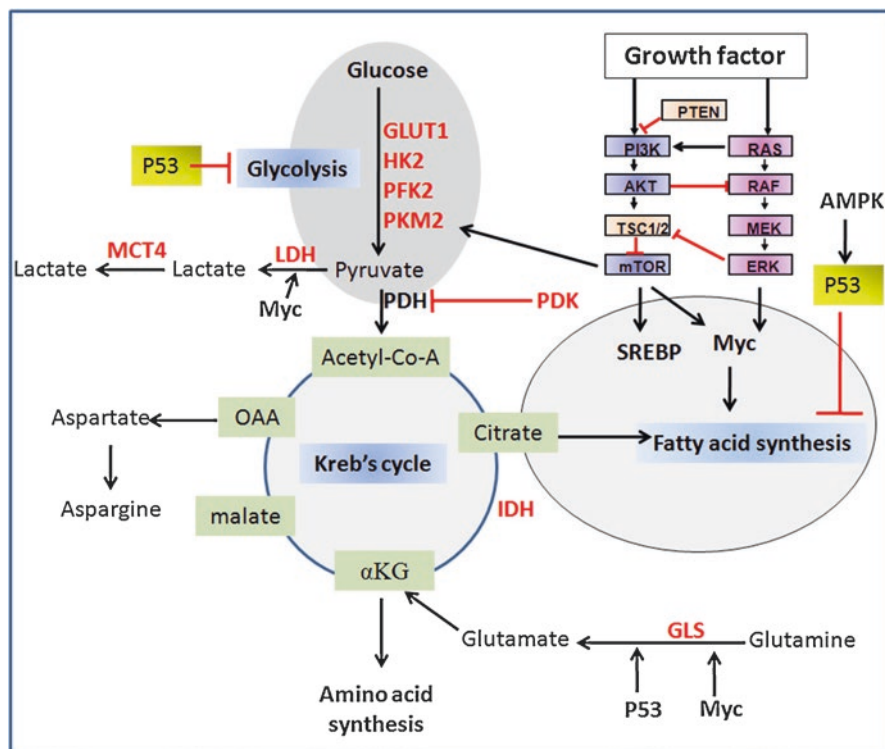 Growth factor
Glucose
PTEN
GLUT1
HK2
PFK2
PKM2
P53
Glycolysis
PI3K
RAS
AKT
RAF
TSC1/2
MEK
mTOR
ERK
AMPK
P53
MCT4
LDH
Lactate
Lactate
Pyruvate
Myc
PDH
PDK
SREBP
Myc
Acetyl-Co-A
Aspartate
OAA
Citrate
Fatty acid synthesis
Kreb's cycle
Aspargine
malate
IDH
αKG
Glutamate
GLS
Glutamine
Amino acid
synthesis
P53
Myc